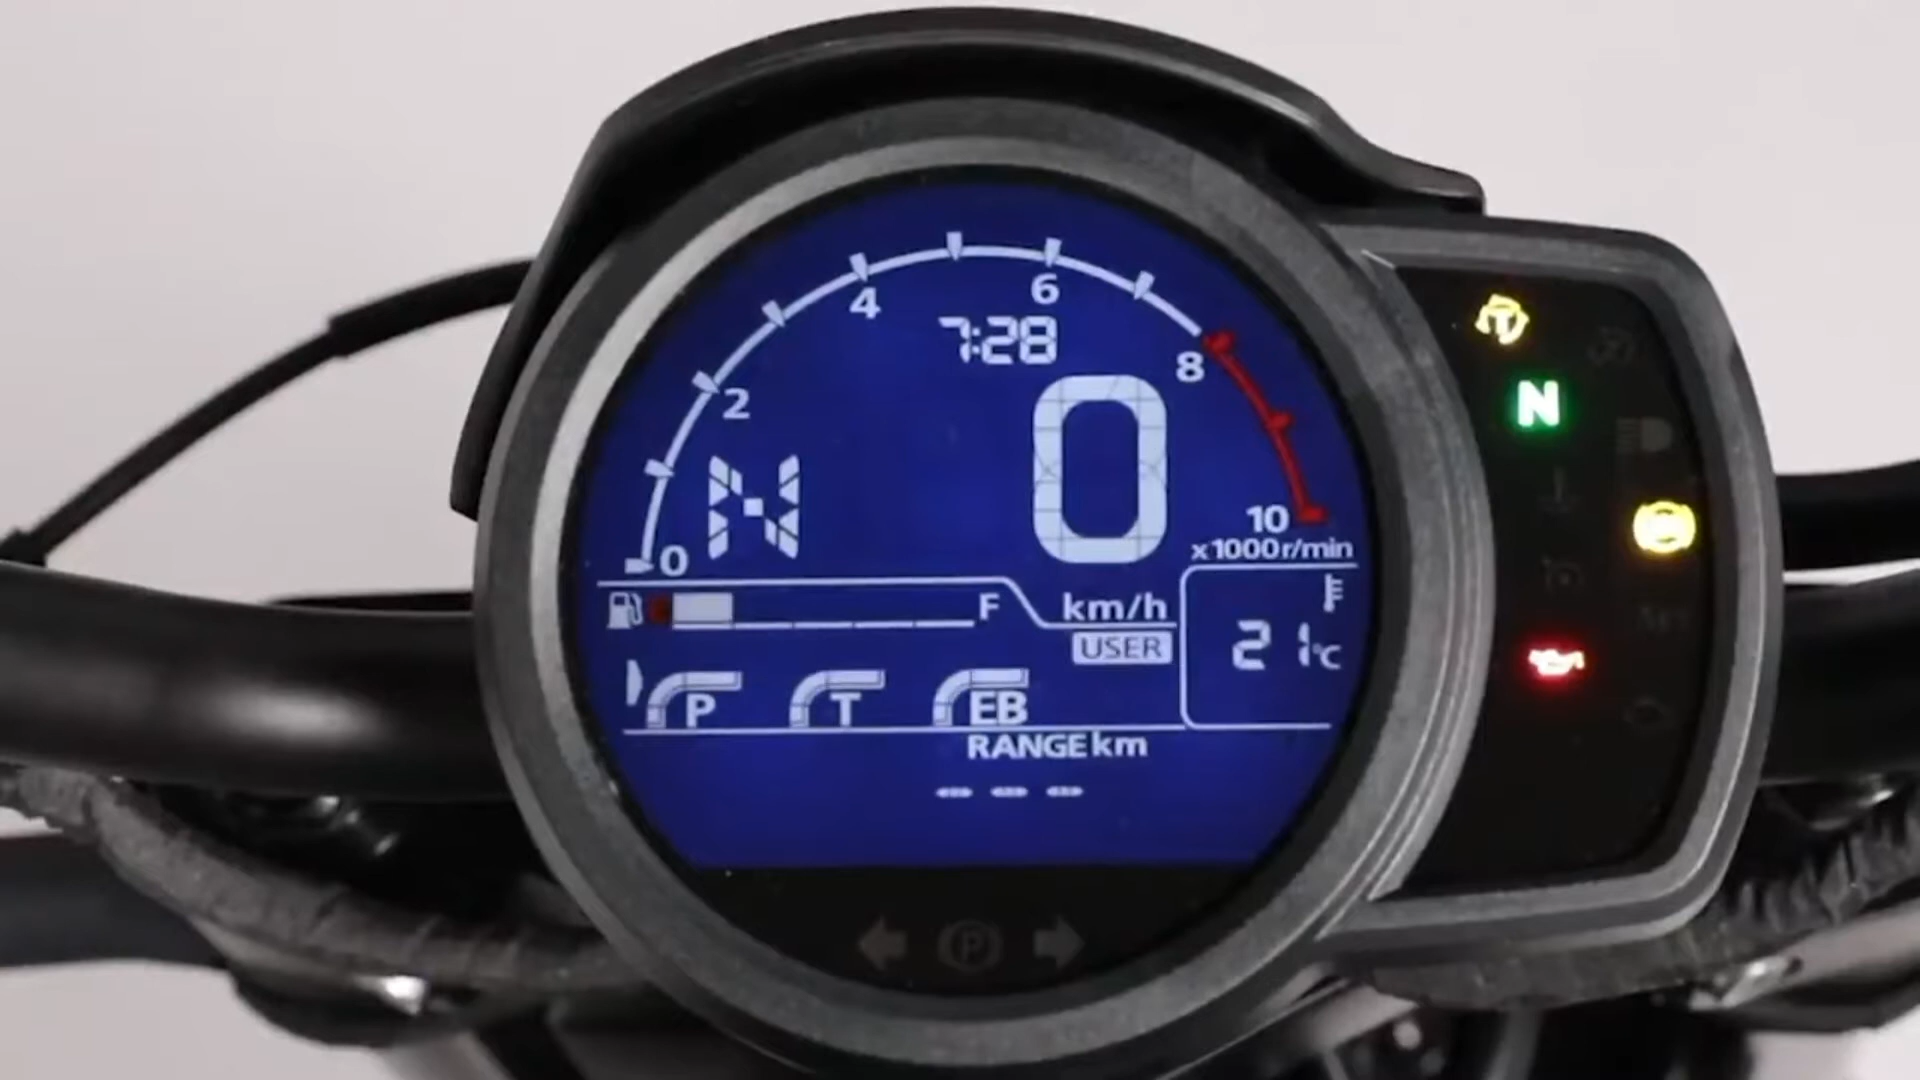 4 6
7:28
2 8
N 0 10
0 x1000r/min
F km/h
USER
21°C
P T EB
RANGE km
--- 
T
N
P